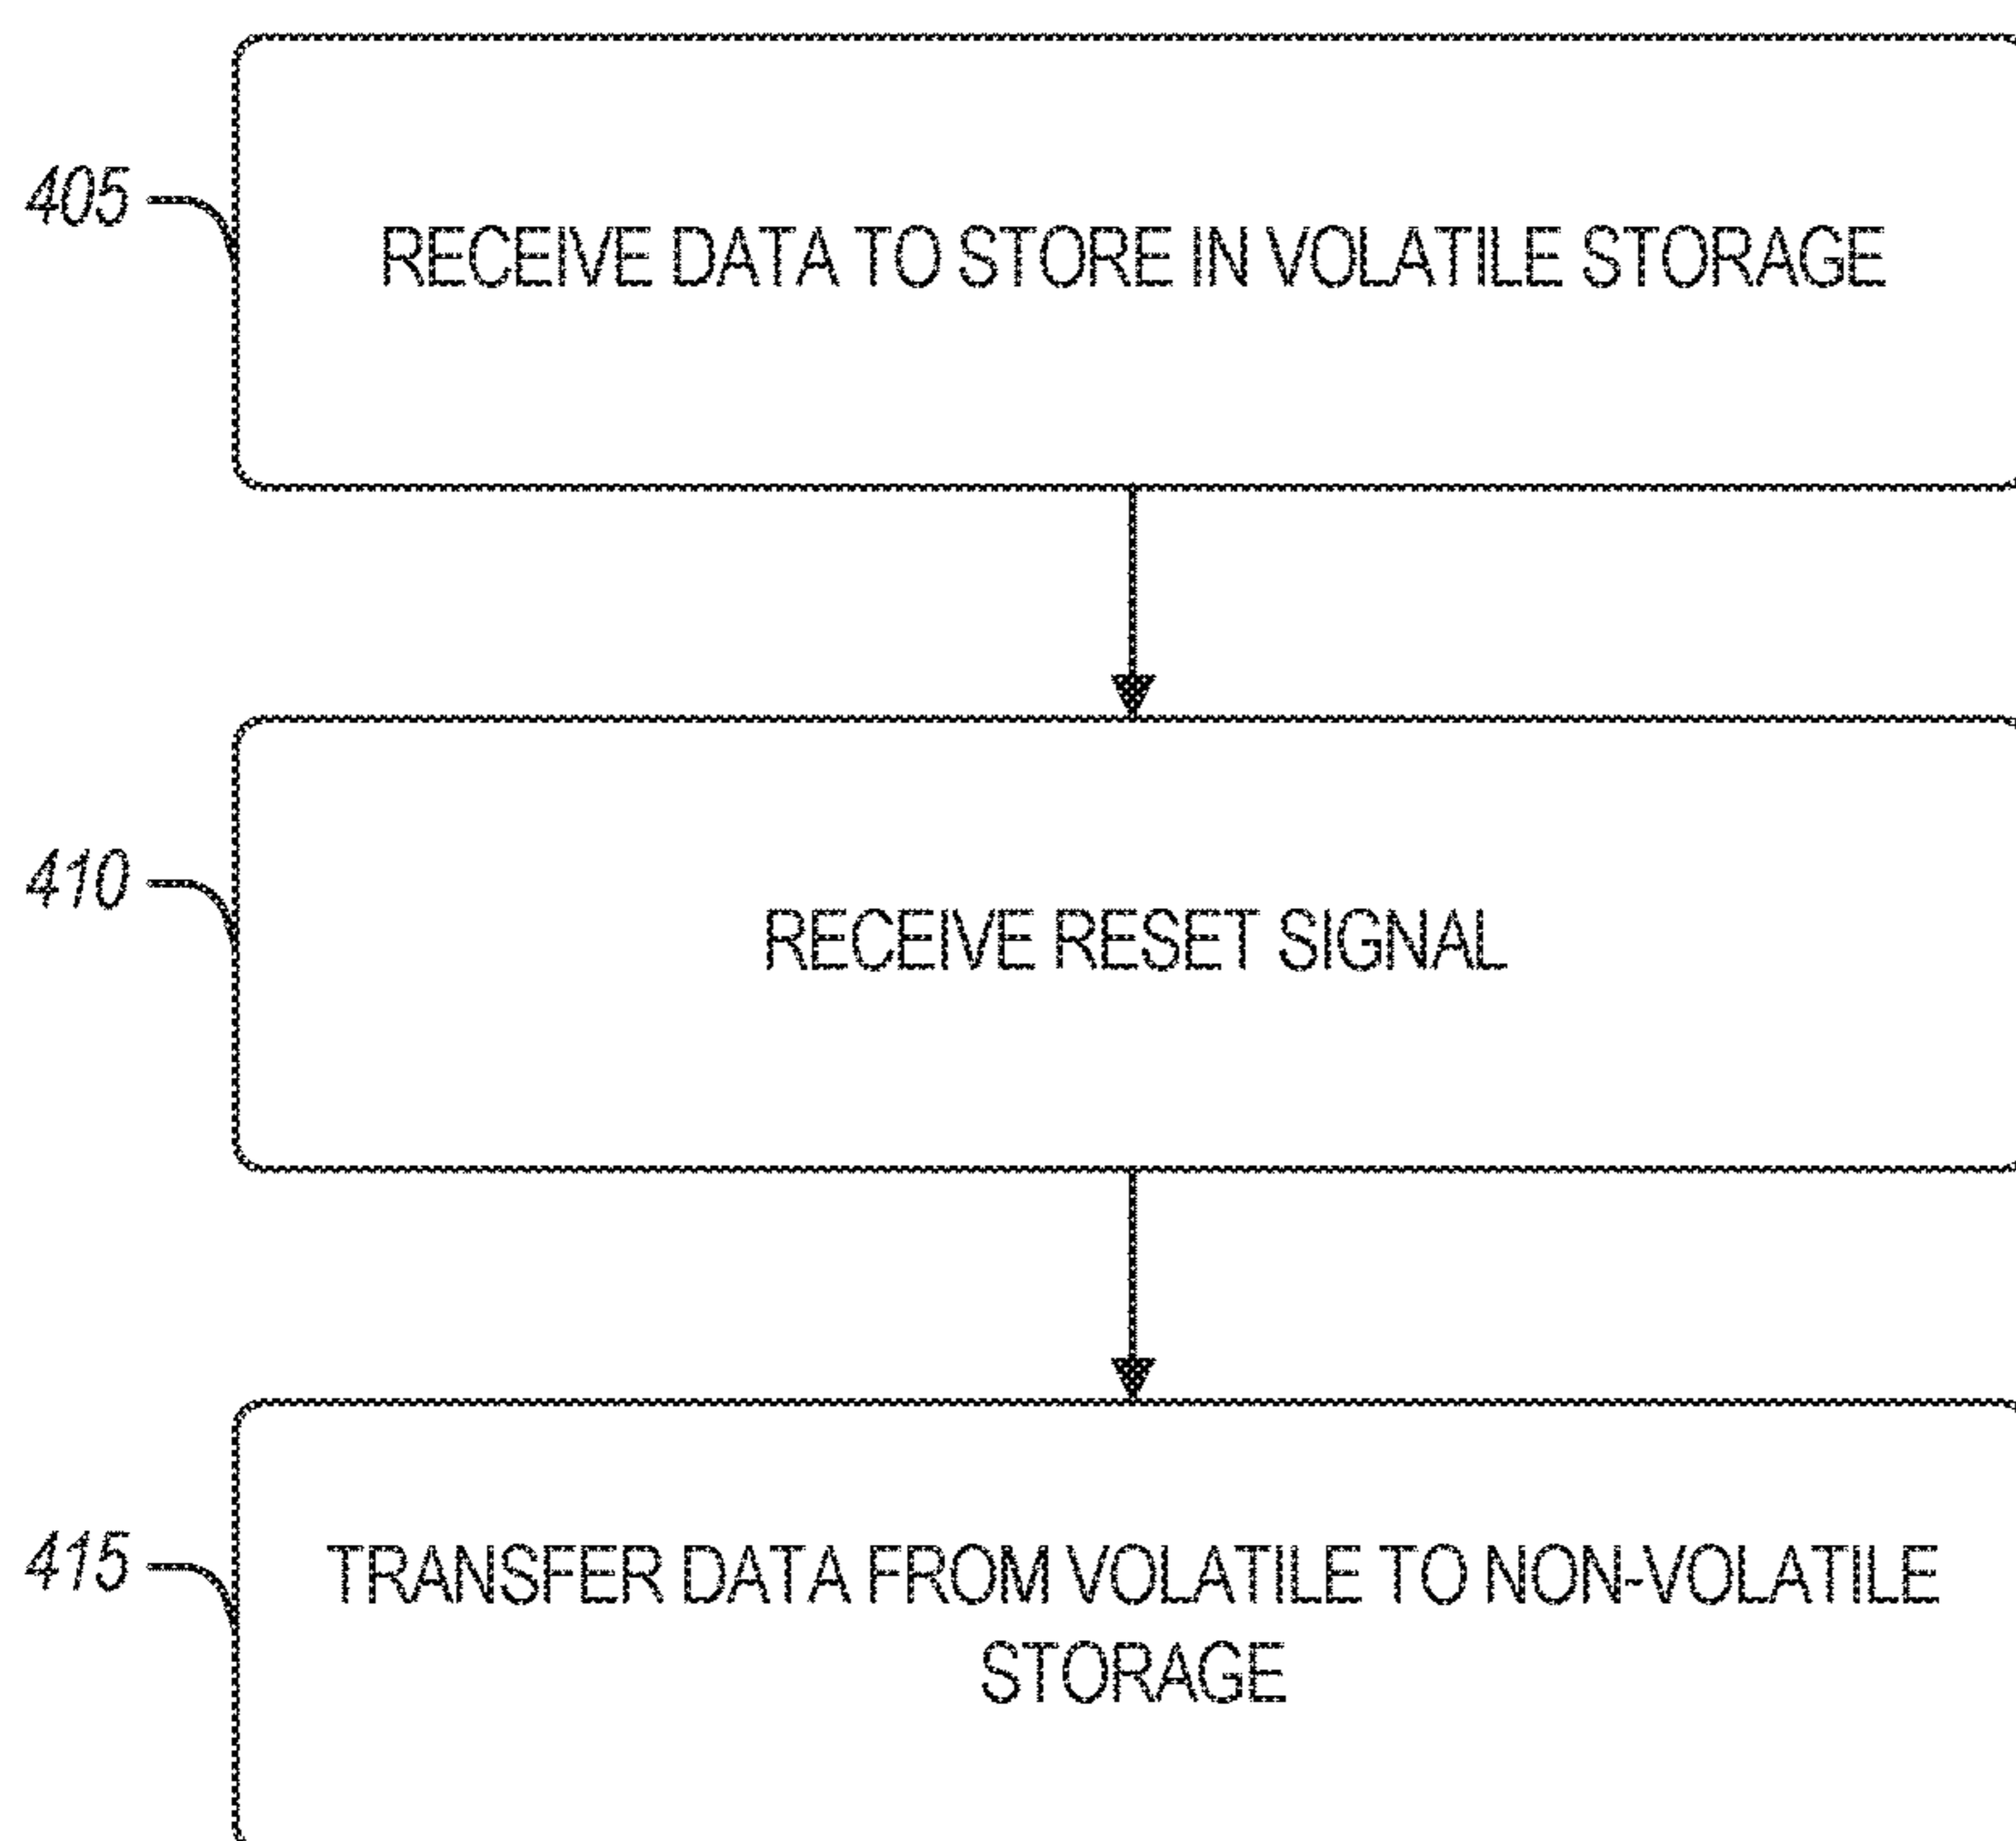 405
RECEIVE DATA TO STORE IN VOLATILE STORAGE
410
RECEIVE RESET SIGNAL
415
TRANSFER DATA FROM VOLATILE TO NON-VOLATILE
STORAGE